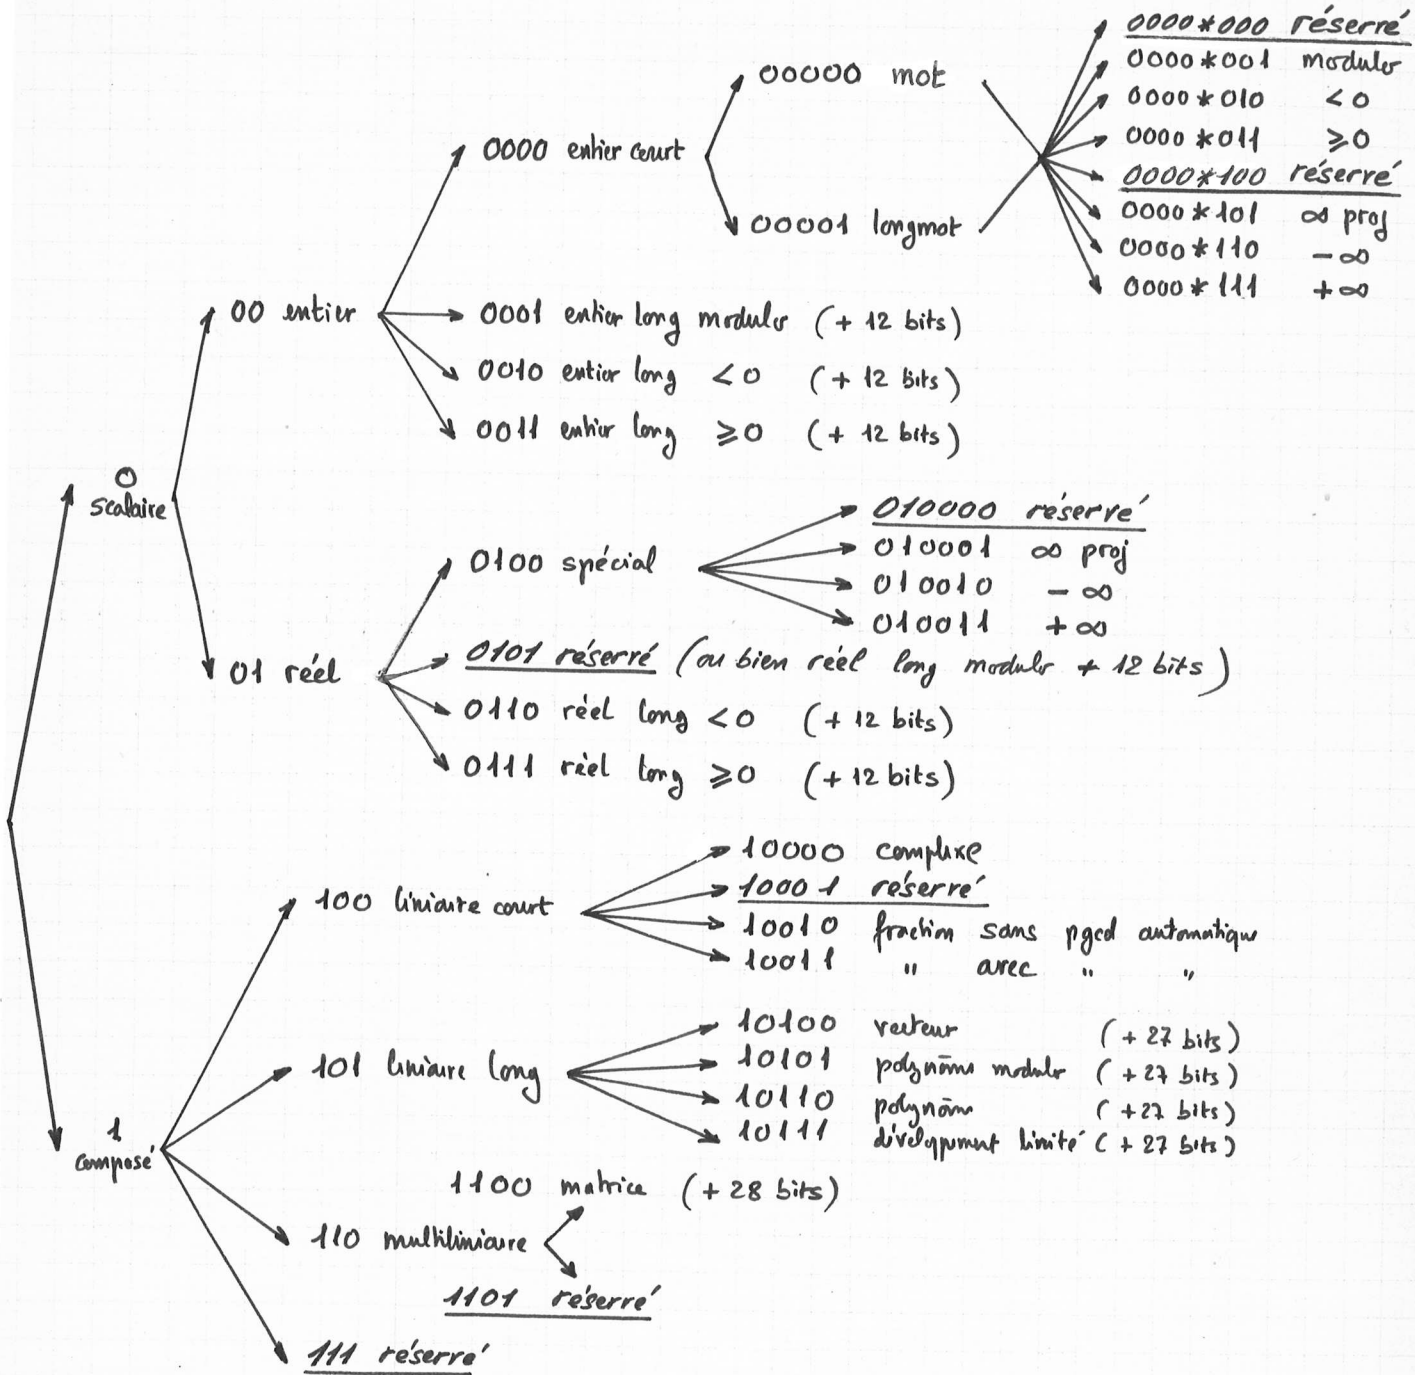 0000*000 réservé
0000*001 modulo
0000*010 <0
0000*011 ≥0
0000*100 réservé
0000*101 ∞ proj
0000*110 -∞
0000*111 +∞
00000 mot
0000 entier court
00001 longmot
00 entier
0001 entier long modulo (+ 12 bits)
0010 entier long <0 (+ 12 bits)
0011 entier long ≥0 (+ 12 bits)
0
scalaire
010000 réservé
010001 ∞ proj
010010 -∞
010011 +∞
0100 spécial
01 réel
0101 réservé (ou bien réel long modulo + 12 bits)
0110 réel long <0 (+ 12 bits)
0111 réel long ≥0 (+ 12 bits)
10000 complexe
10001 réservé
10010 fraction sans pgcd automatique
10011 " avec " "
100 linéaire court
10100 vecteur (+ 27 bits)
10101 polynôme modulo (+ 27 bits)
10110 polynôme (+27 bits)
10111 développement limité (+ 27 bits)
101 linéaire long
1
composé
1100 matrice (+ 28 bits)
110 multilinéaire
1101 réservé
111 réservé